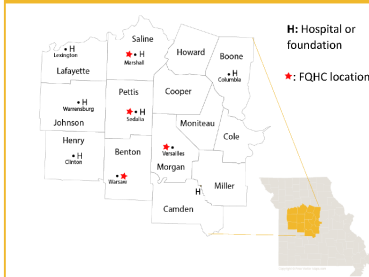 H: Hospital or
foundation
★: FQHC location
Saline
• H
Marshall
Howard
Boone
• H
Columbia
• H
Lexington
Lafayette
Pettis
• H
Sedalia
Cooper
• H
Warrensburg
Johnson
Moniteau
Cole
Henry
• H
Clinton
Benton
Warsaw
Versailles
Morgan
Miller
H
Camden